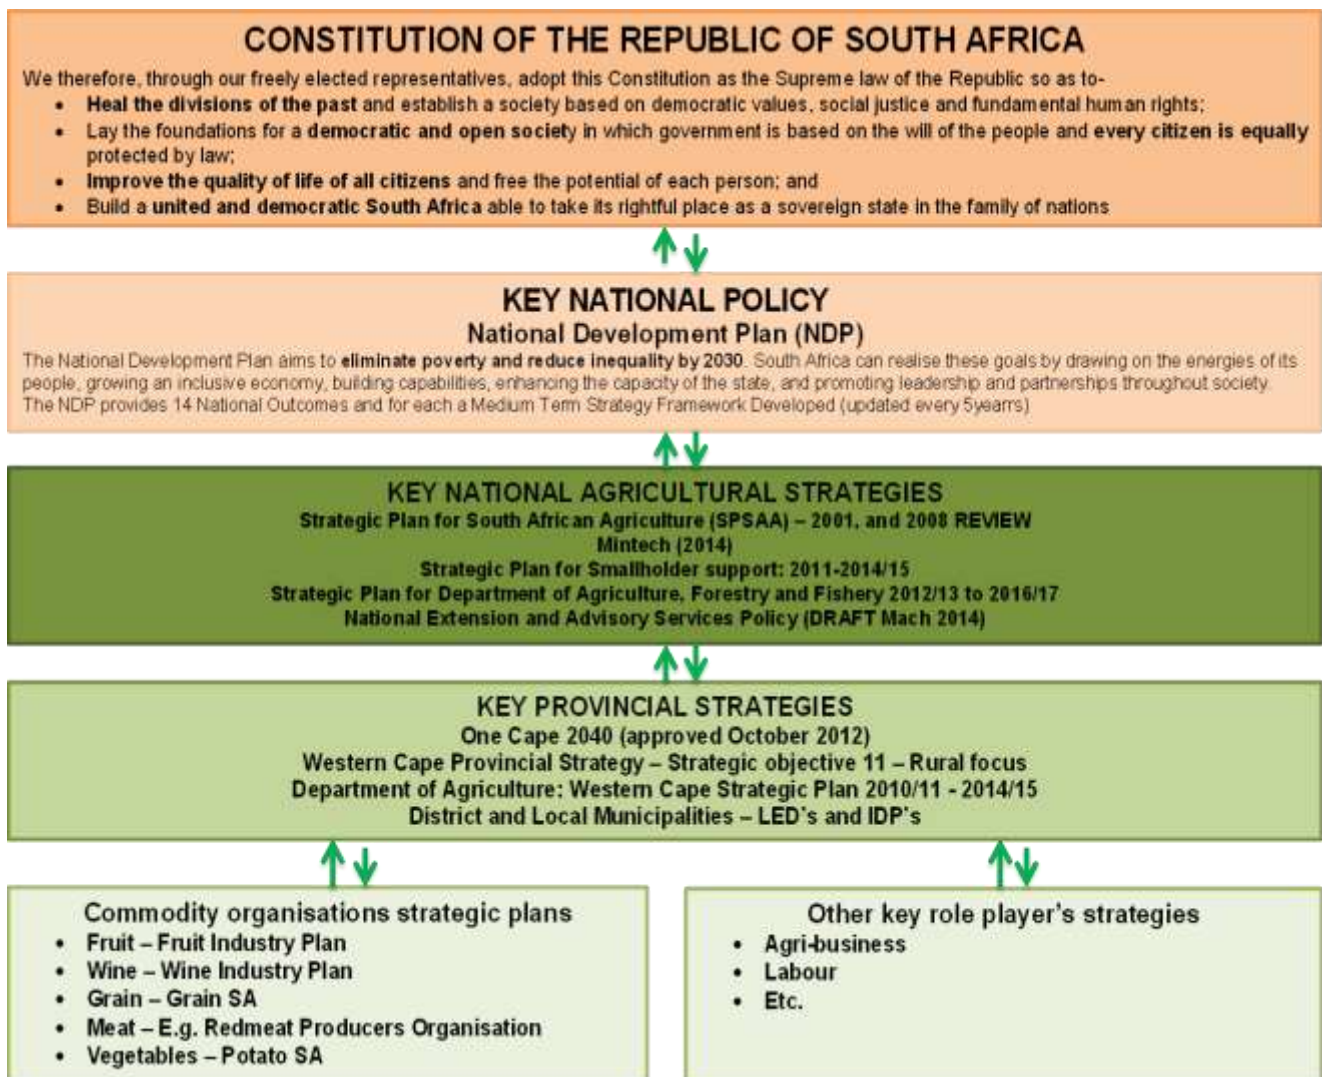 CONSTITUTION OF THE REPUBLIC OF SOUTH AFRICA
We therefore, through our freely elected representatives, adopt this Constitution as the Supreme law of the Republic so as to-
• Heal the divisions of the past and establish a society based on democratic values, social justice and fundamental human rights;
• Lay the foundations for a democratic and open society in which government is based on the will of the people and every citizen is equally
protected by law;
• Improve the quality of life of all citizens and free the potential of each person; and
• Build a united and democratic South Africa able to take its rightful place as a sovereign state in the family of nations
KEY NATIONAL POLICY
National Development Plan (NDP)
The National Development Plan aims to eliminate poverty and reduce inequality by 2030. South Africa can realise these goals by drawing on the energies of its
people, growing an inclusive economy, building capabilities, enhancing the capacity of the state, and promoting leadership and partnerships throughout society.
The NDP provides 14 National Outcomes and for each a Medium Term Strategy Framework Developed (updated every 5yearrs)
KEY NATIONAL AGRICULTURAL STRATEGIES
Strategic Plan for South African Agriculture (SPSAA) – 2001, and 2008 REVIEW
Mintech (2014)
Strategic Plan for Smallholder support: 2011-2014/15
Strategic Plan for Department of Agriculture, Forestry and Fishery 2012/13 to 2016/17
National Extension and Advisory Services Policy (DRAFT Mach 2014)
KEY PROVINCIAL STRATEGIES
One Cape 2040 (approved October 2012)
Western Cape Provincial Strategy – Strategic objective 11 – Rural focus
Department of Agriculture: Western Cape Strategic Plan 2010/11 - 2014/15
District and Local Municipalities – LED's and IDP's
Commodity organisations strategic plans
• Fruit – Fruit Industry Plan
• Wine – Wine Industry Plan
• Grain – Grain SA
• Meat – E.g. Redmeat Producers Organisation
• Vegetables – Potato SA
Other key role player's strategies
• Agri-business
• Labour
• Etc.